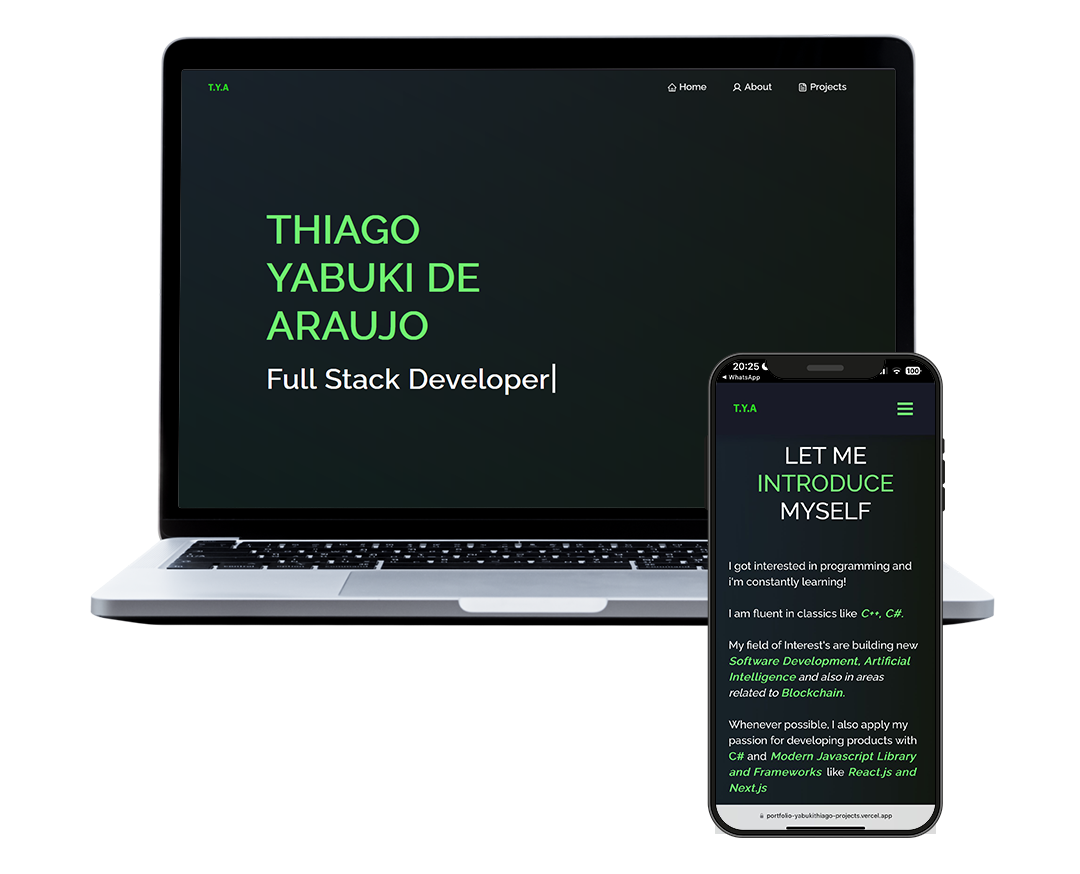 T.Y.A
Home
About
Projects
THIAGO
YABUKI DE
ARAUJO
Full Stack Developer
20:25
100
WhatsApp
T.Y.A
LET ME
INTRODUCE
MYSELF
I got interested in programming and
i'm constantly learning!
I am fluent in classics like C++, C#.
My field of Interest's are building new
Software Development, Artificial
Intelligence and also in areas
related to Blockchain.
Whenever possible, I also apply my
passion for developing products with
C# and Modern Javascript Library
and Frameworks like React.js and
Next.js
portfolio-yabukithiago-projects.vercel.app